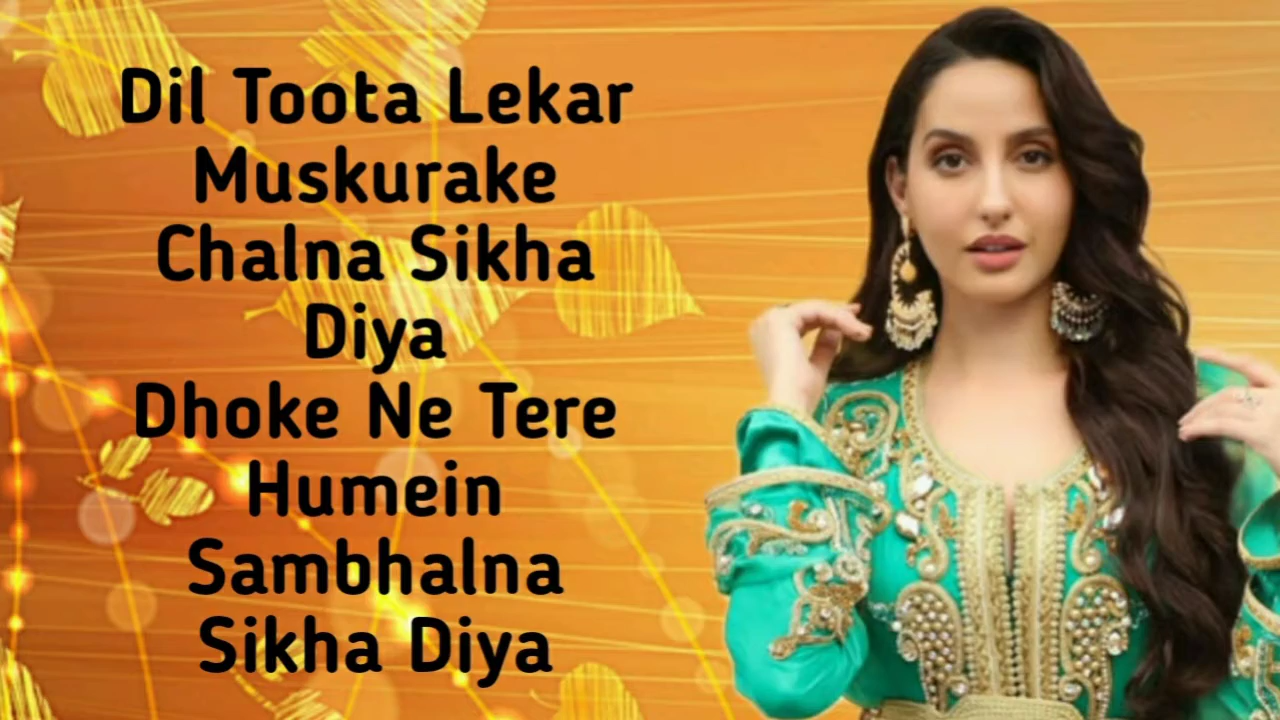 Dil Toota Lekar
Muskurake
Chalna Sikha
Diya
Dhoke Ne Tere
Humein
Sambhalna
Sikha Diya